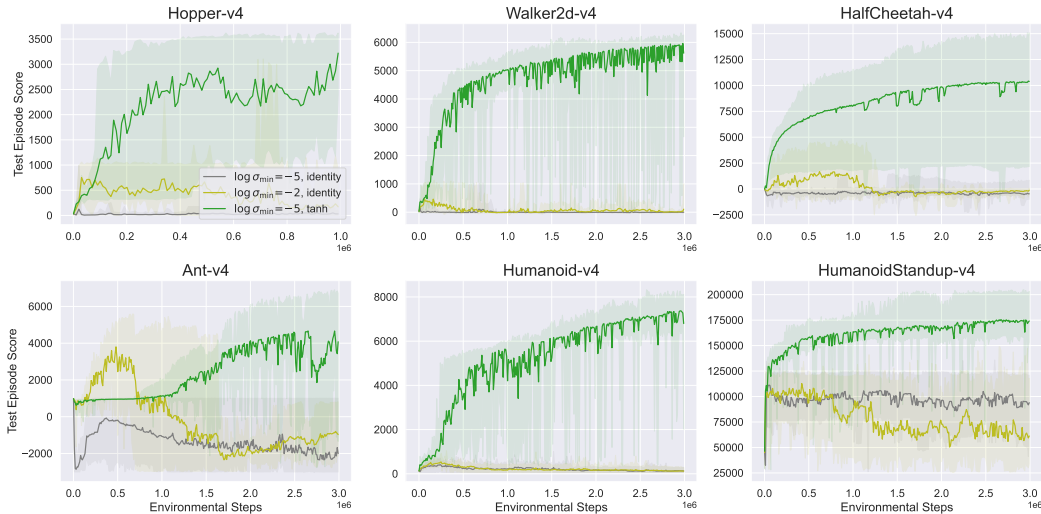 Hopper-v4
Walker2d-v4
HalfCheetah-v4
Test Episode Score
3500
3000
2500
2000
1500
1000
500
0
log σmin = −5, identity
log σmin = −2, identity
log σmin = −5, tanh
0.0 0.2 0.4 0.6 0.8 1.0
1e6
6000
5000
4000
3000
2000
1000
0
0.0 0.5 1.0 1.5 2.0 2.5 3.0
1e6
15000
12500
10000
7500
5000
2500
0
−2500
0.0 0.5 1.0 1.5 2.0 2.5 3.0
1e6
Ant-v4
Humanoid-v4
HumanoidStandup-v4
Test Episode Score
6000
4000
2000
0
−2000
0.0 0.5 1.0 1.5 2.0 2.5 3.0
1e6
Environmental Steps
8000
6000
4000
2000
0
0.0 0.5 1.0 1.5 2.0 2.5 3.0
1e6
Environmental Steps
200000
175000
150000
125000
100000
75000
50000
25000
0.0 0.5 1.0 1.5 2.0 2.5 3.0
1e6
Environmental Steps